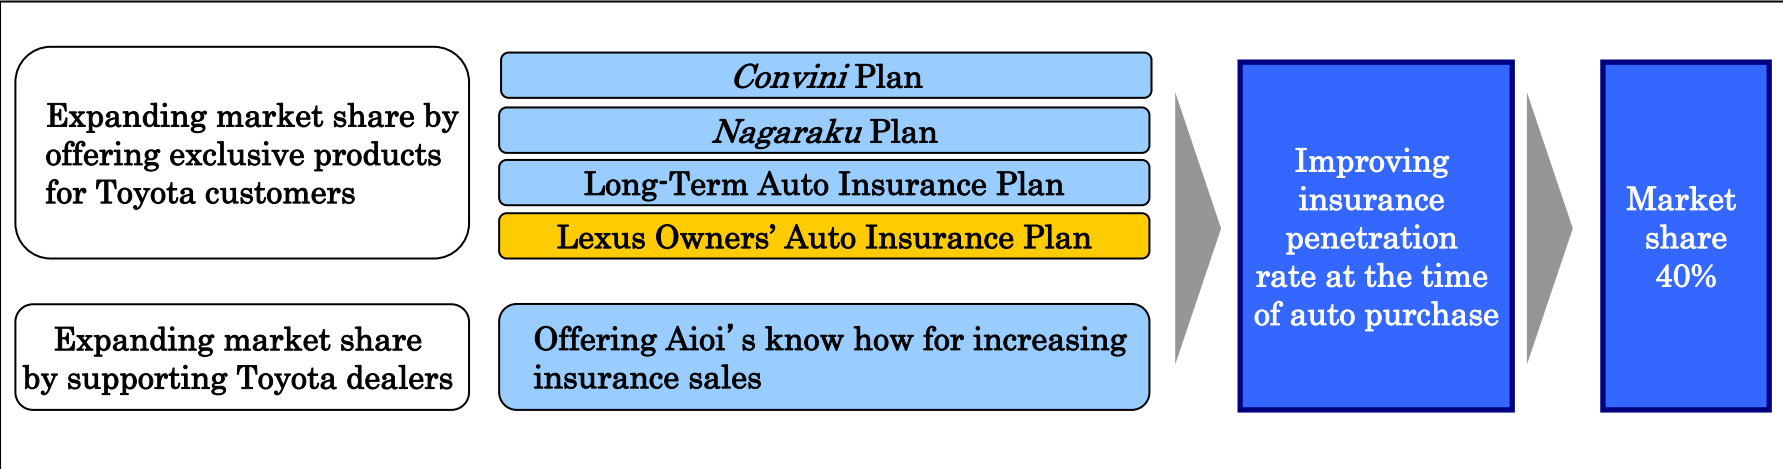 Expanding market share by
offering exclusive products
for Toyota customers
Convini Plan
Nagaraku Plan
Long-Term Auto Insurance Plan
Lexus Owners’ Auto Insurance Plan
Expanding market share
by supporting Toyota dealers
Offering Aioi’s know how for increasing
insurance sales
Improving
insurance
penetration
rate at the time
of auto purchase
Market
share
40%